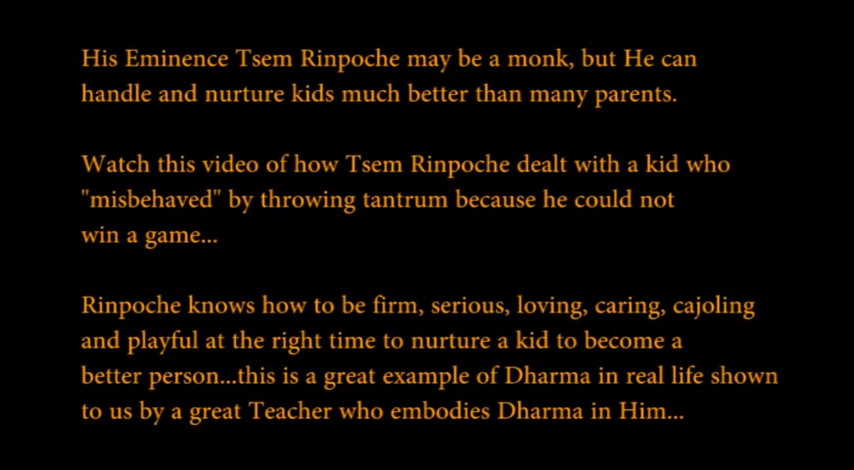 His Eminence Tsem Rinpoche may be a monk, but He can
handle and nurture kids much better than many parents.
Watch this video of how Tsem Rinpoche dealt with a kid who
"misbehaved" by throwing tantrum because he could not
win a game...
Rinpoche knows how to be firm, serious, loving, caring, cajoling
and playful at the right time to nurture a kid to become a
better person...this is a great example of Dharma in real life shown
to us by a great Teacher who embodies Dharma in Him...